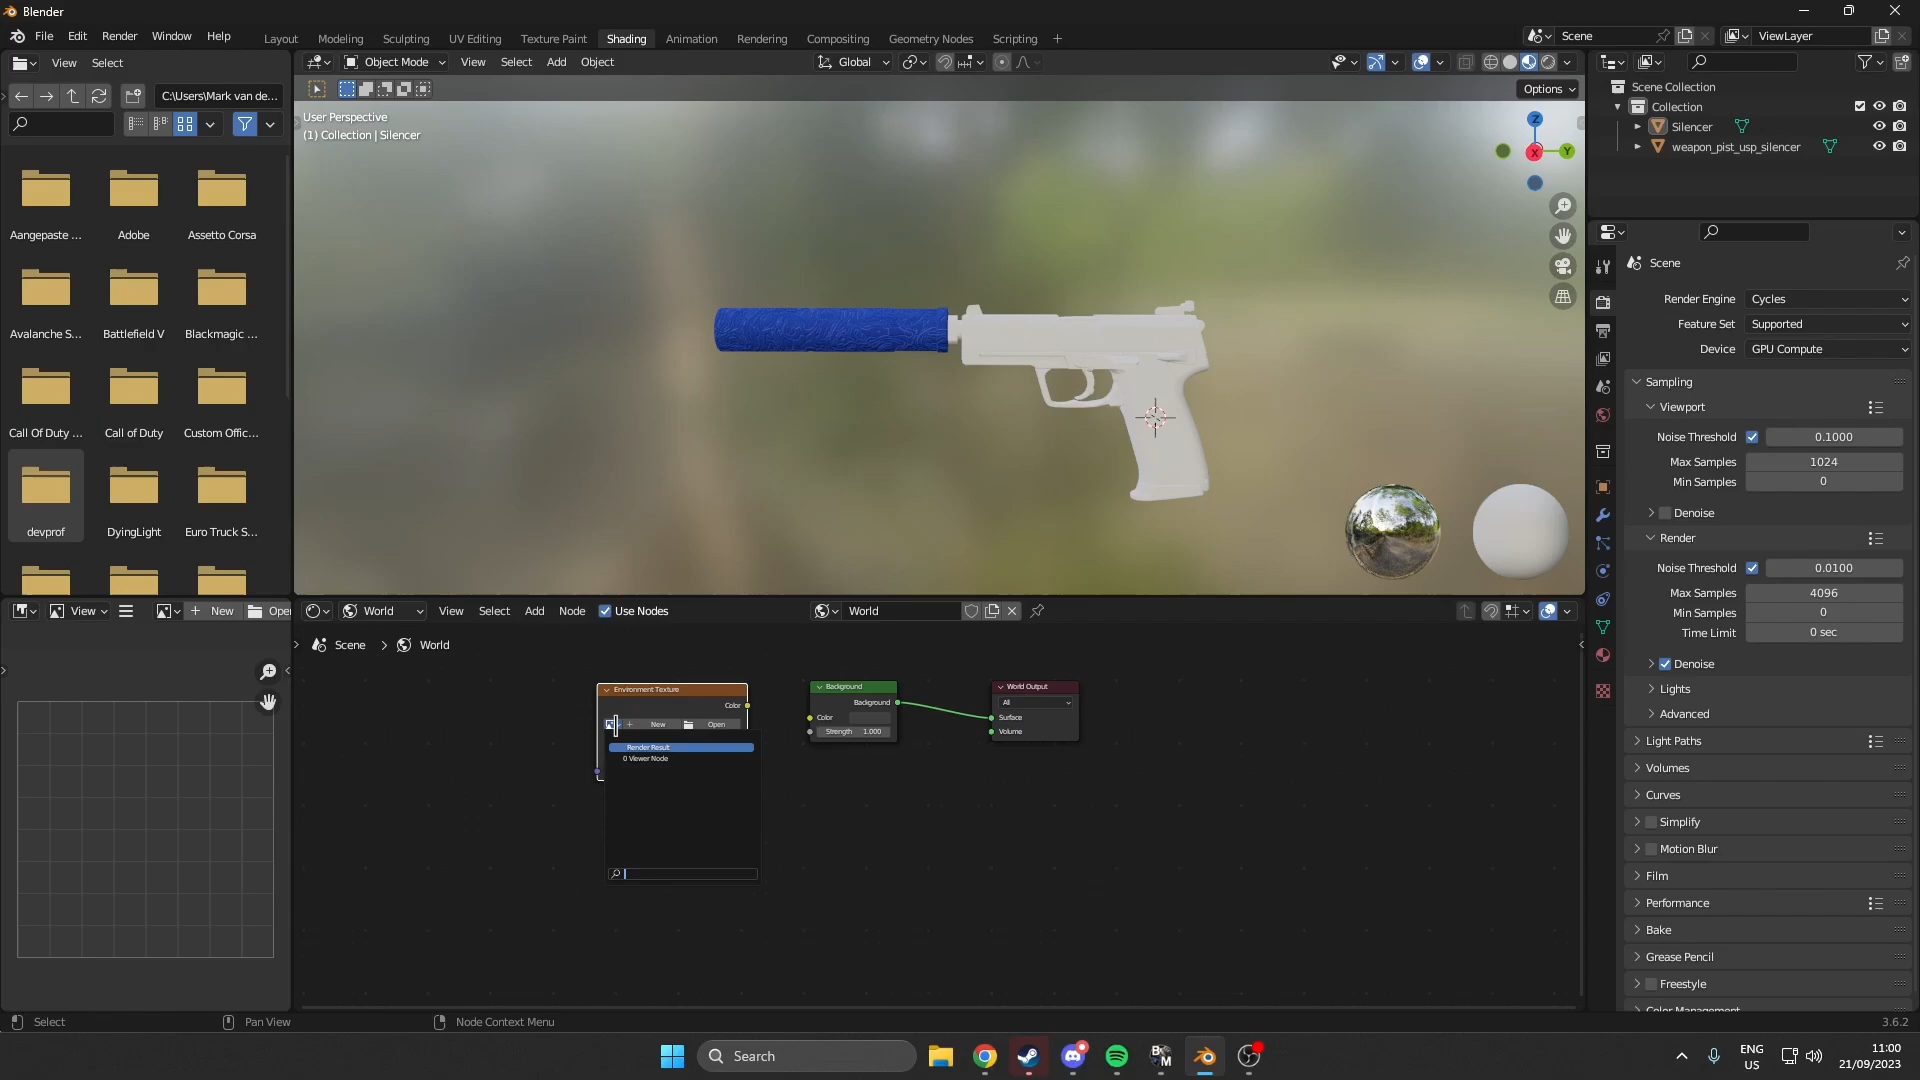 Blender
File Edit Render Window Help
Layout Modeling Sculpting UV Editing Texture Paint Shading Animation Rendering Compositing Geometry Nodes Scripting +
Scene
ViewLayer
View Select
C:\Users\Mark van de...
Aangepaste ... Adobe Assetto Corsa
Avalanche S... Battlefield V Blackmagic ...
Call Of Duty ... Call of Duty Custom Offic...
devprof DyingLight Euro Truck S...
Object Mode View Select Add Object Global
Options
User Perspective
(1) Collection | Silencer
Z
Y
X
Scene Collection
Collection
Silencer
weapon_pist_usp_silencer
Scene
Render Engine Cycles
Feature Set Supported
Device GPU Compute
Sampling
Viewport
Noise Threshold 0.1000
Max Samples 1024
Min Samples 0
Denoise
Render
Noise Threshold 0.0100
Max Samples 4096
Min Samples 0
Time Limit 0 sec
Denoise
Lights
Advanced
Light Paths
Volumes
Curves
Simplify
Motion Blur
Film
Performance
Bake
Grease Pencil
Freestyle
Color Management
View + New Open
World View Select Add Node Use Nodes World
Scene > World
Environment Texture
Color
+ New Open
Render Result
0 Viewer Node
Background
Background
Color
Strength 1.000
World Output
All
Surface
Volume
Select Pan View Node Context Menu
3.6.2
Search
ENG
US
11:00
21/09/2023